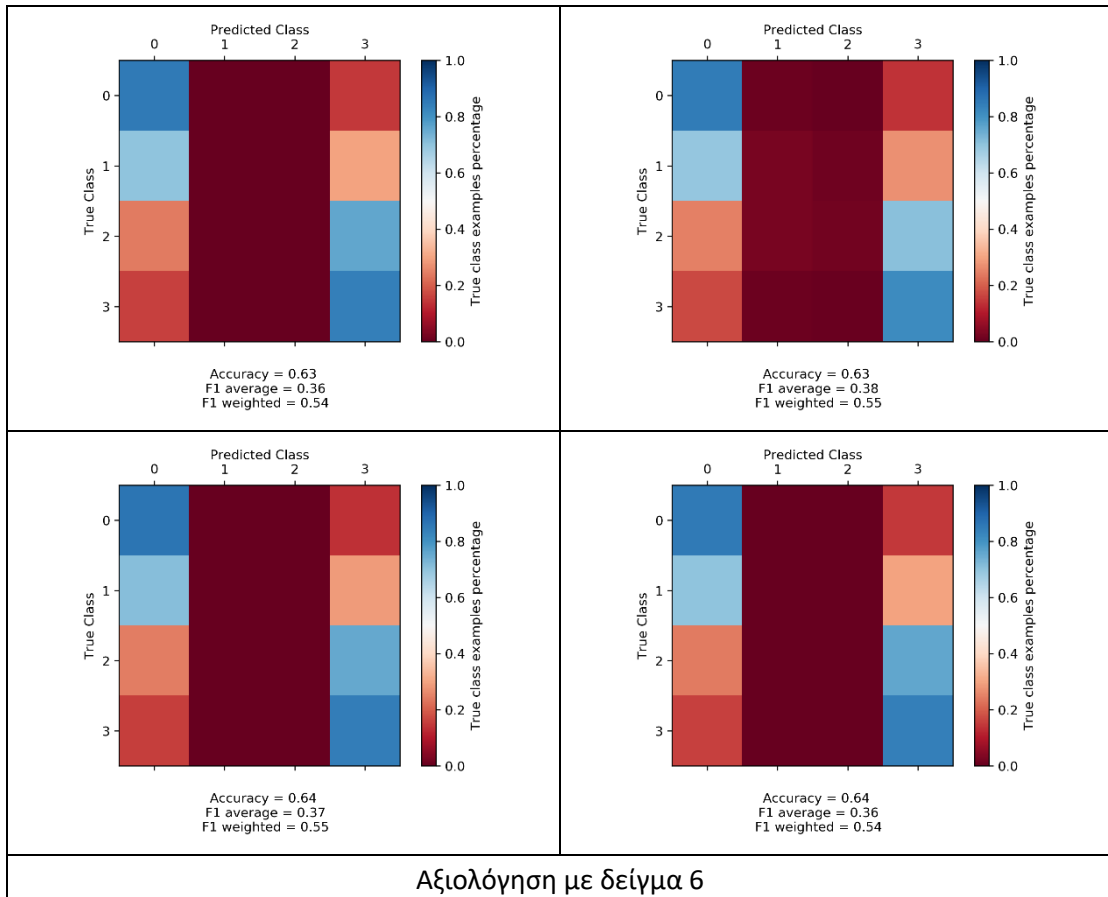 Predicted Class
0 1 2 3
True Class
0
1
2
3
1.0
0.8
0.6
0.4
0.2
0.0
True class examples percentage
Accuracy = 0.63
F1 average = 0.36
F1 weighted = 0.54
Predicted Class
0 1 2 3
True Class
0
1
2
3
1.0
0.8
0.6
0.4
0.2
0.0
True class examples percentage
Accuracy = 0.63
F1 average = 0.38
F1 weighted = 0.55
Predicted Class
0 1 2 3
True Class
0
1
2
3
1.0
0.8
0.6
0.4
0.2
0.0
True class examples percentage
Accuracy = 0.64
F1 average = 0.37
F1 weighted = 0.55
Predicted Class
0 1 2 3
True Class
0
1
2
3
1.0
0.8
0.6
0.4
0.2
0.0
True class examples percentage
Accuracy = 0.64
F1 average = 0.36
F1 weighted = 0.54
Αξιολόγηση με δείγμα 6